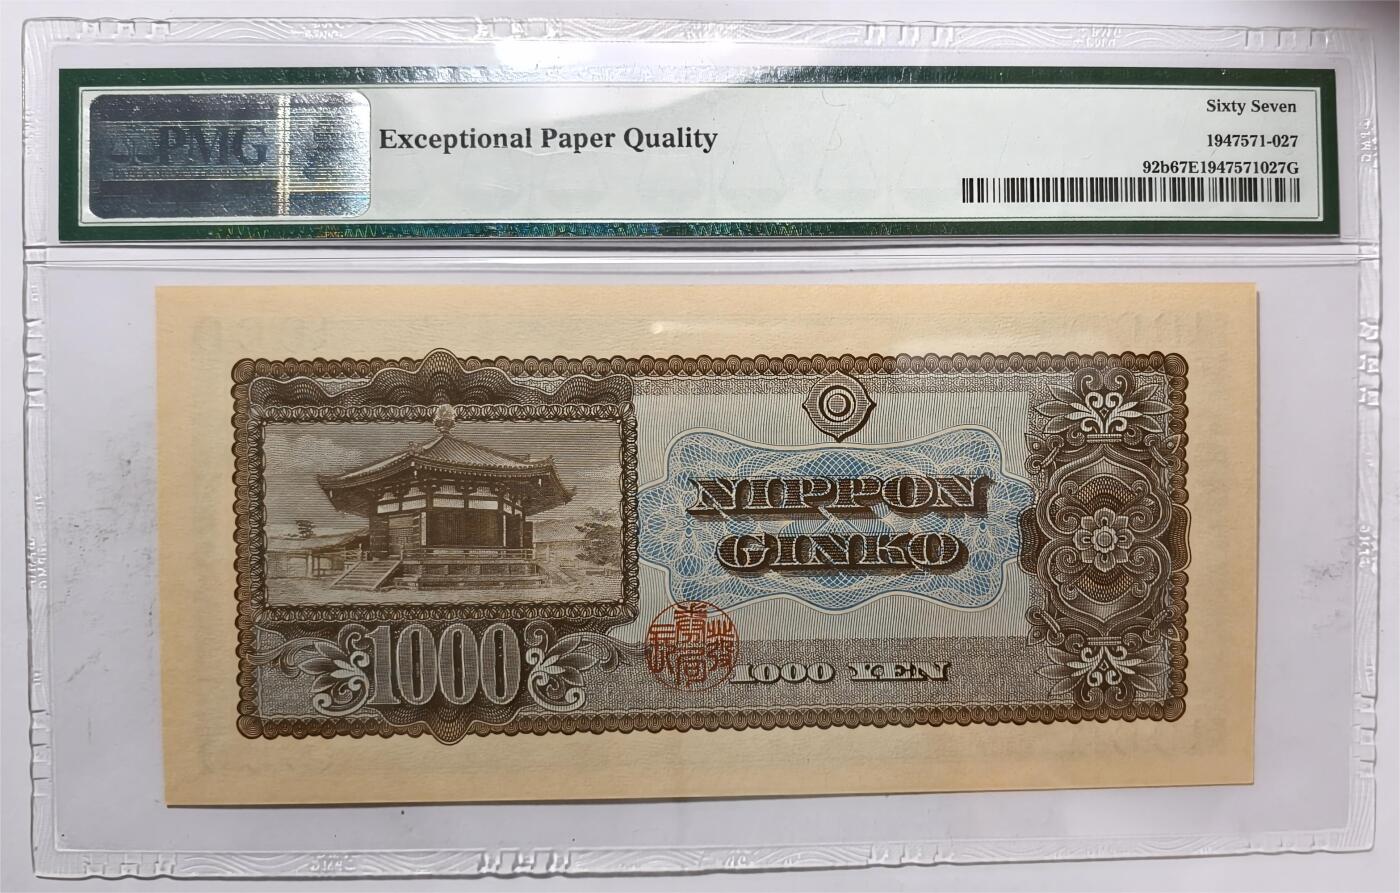 PMG
Exceptional Paper Quality
Sixty Seven
1947571-027
92b67E1947571027G
NIPPON
GINKO
1000
1000 YEN